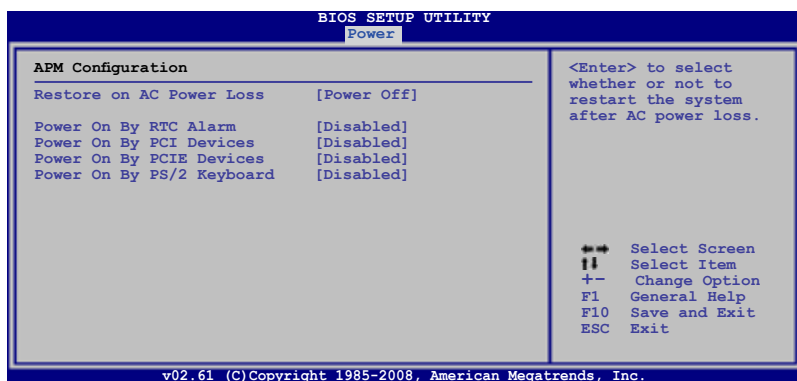 BIOS SETUP UTILITY
Power
APM Configuration
Restore on AC Power Loss [Power Off]
Power On By RTC Alarm [Disabled]
Power On By PCI Devices [Disabled]
Power On By PCIE Devices [Disabled]
Power On By PS/2 Keyboard [Disabled]
<Enter> to select
whether or not to
restart the system
after AC power loss.
←→ Select Screen
↑↓ Select Item
+- Change Option
F1 General Help
F10 Save and Exit
ESC Exit
v02.61 (C)Copyright 1985-2008, American Megatrends, Inc.